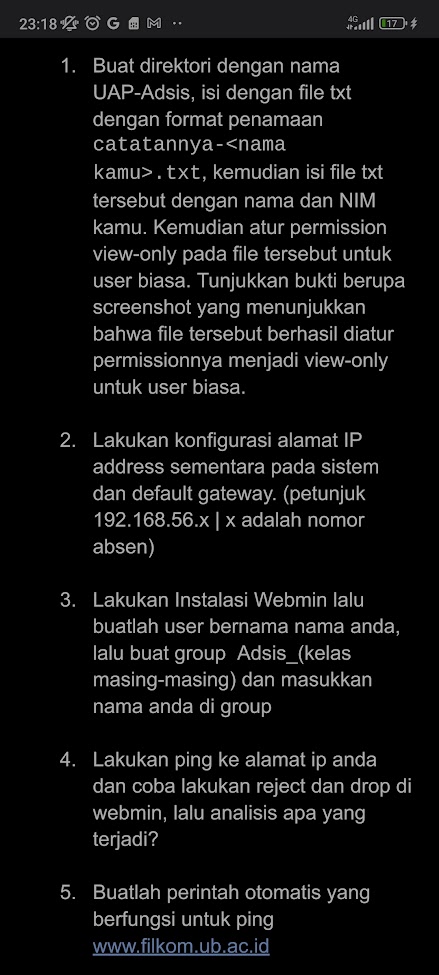 23:18 G M ··
4G 17
1. Buat direktori dengan nama
UAP-Adsis, isi dengan file txt
dengan format penamaan
catatannya-<nama
kamu>.txt, kemudian isi file txt
tersebut dengan nama dan NIM
kamu. Kemudian atur permission
view-only pada file tersebut untuk
user biasa. Tunjukkan bukti berupa
screenshot yang menunjukkan
bahwa file tersebut berhasil diatur
permissionnya menjadi view-only
untuk user biasa.
2. Lakukan konfigurasi alamat IP
address sementara pada sistem
dan default gateway. (petunjuk
192.168.56.x | x adalah nomor
absen)
3. Lakukan Instalasi Webmin lalu
buatlah user bernama nama anda,
lalu buat group Adsis_(kelas
masing-masing) dan masukkan
nama anda di group
4. Lakukan ping ke alamat ip anda
dan coba lakukan reject dan drop di
webmin, lalu analisis apa yang
terjadi?
5. Buatlah perintah otomatis yang
berfungsi untuk ping
www.filkom.ub.ac.id